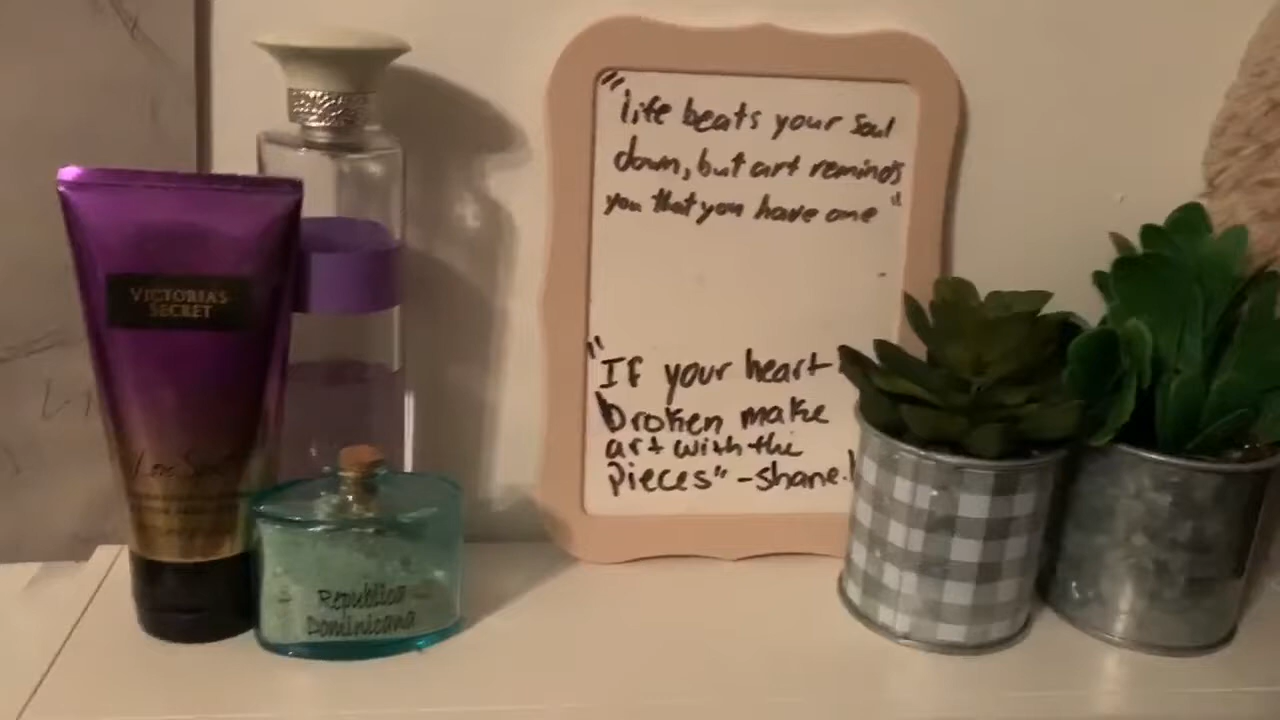 "life beats your soul
down, but art reminds
you that you have one"
"If your heart
broken make
art with the
pieces" -shane.
VICTORIA'S
SECRET
Republica
Dominicana